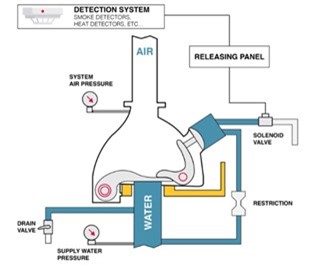 DETECTION SYSTEM
SMOKE DETECTORS,
HEAT DETECTORS, ETC...
AIR
RELEASING PANEL
SYSTEM
AIR PRESSURE
SOLENOID
VALVE
WATER
RESTRICTION
DRAIN
VALVE
SUPPLY WATER
PRESSURE